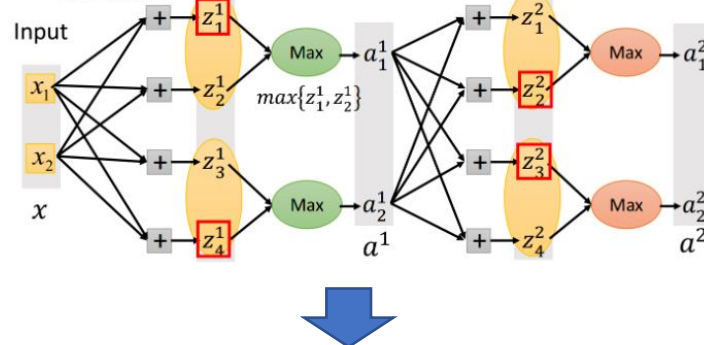 Input
+ z₁¹ Max a₁¹ + z₁² Max a₁²
x₁ + z₂¹ max{z₁¹, z₂¹} + z₂²
x₂ + z₃¹ + z₃²
x + z₄¹ Max a₂¹ + z₄² Max a₂²
a¹ a²